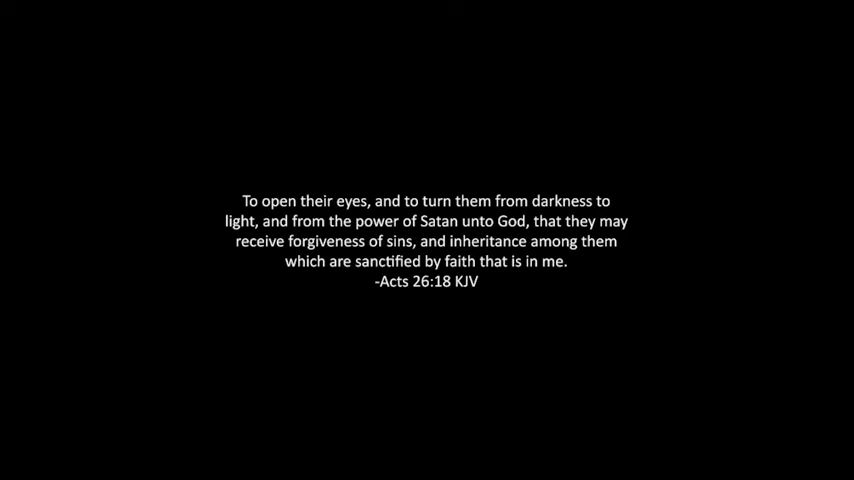 To open their eyes, and to turn them from darkness to
light, and from the power of Satan unto God, that they may
receive forgiveness of sins, and inheritance among them
which are sanctified by faith that is in me.
-Acts 26:18 KJV